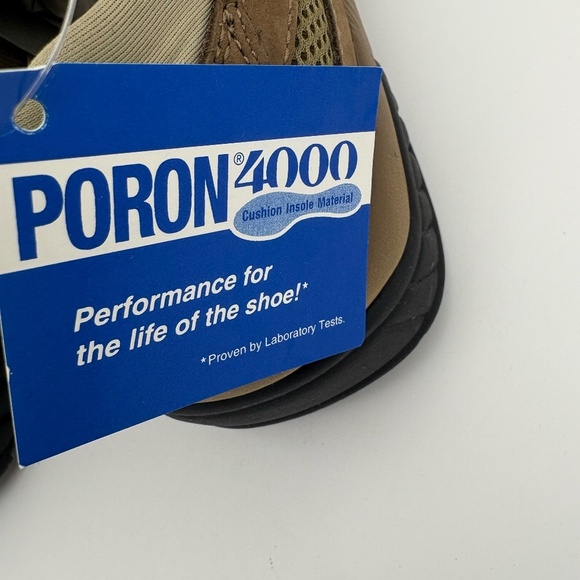 PORON®4000
Cushion Insole Material
Performance for
the life of the shoe!*
*Proven by Laboratory Tests.